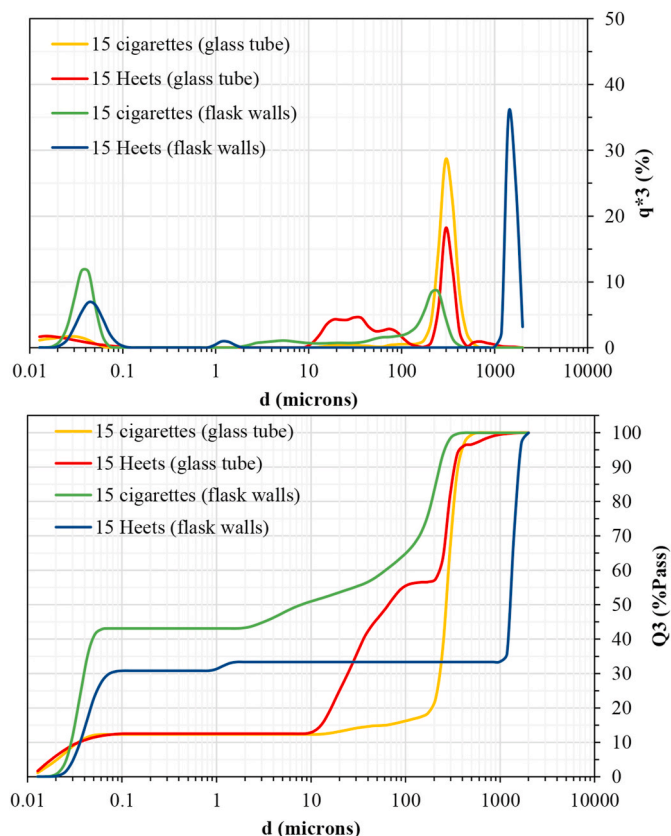 50
15 cigarettes (glass tube)
15 Heets (glass tube)
40
15 cigarettes (flask walls)
15 Heets (flask walls)
30
q*3 (%)
20
10
0
0.01 0.1 1 10 100 1000 10000
d (microns)
15 cigarettes (glass tube)
100
15 Heets (glass tube)
90
15 cigarettes (flask walls)
80
15 Heets (flask walls)
70
60
Q3 (%Pass)
50
40
30
20
10
0
0.01 0.1 1 10 100 1000 10000
d (microns)